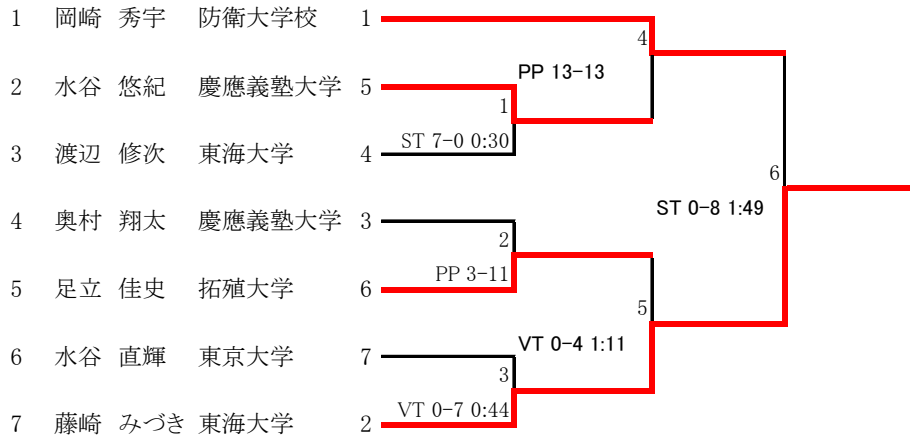 1 岡崎 秀宇 防衛大学校 1
4
PP 13-13
2 水谷 悠紀 慶應義塾大学 5
1
ST 7-0 0:30
3 渡辺 修次 東海大学 4
6
ST 0-8 1:49
4 奥村 翔太 慶應義塾大学 3
2
PP 3-11
5 足立 佳史 拓殖大学 6
5
VT 0-4 1:11
6 水谷 直輝 東京大学 7
3
VT 0-7 0:44
7 藤崎 みづき 東海大学 2